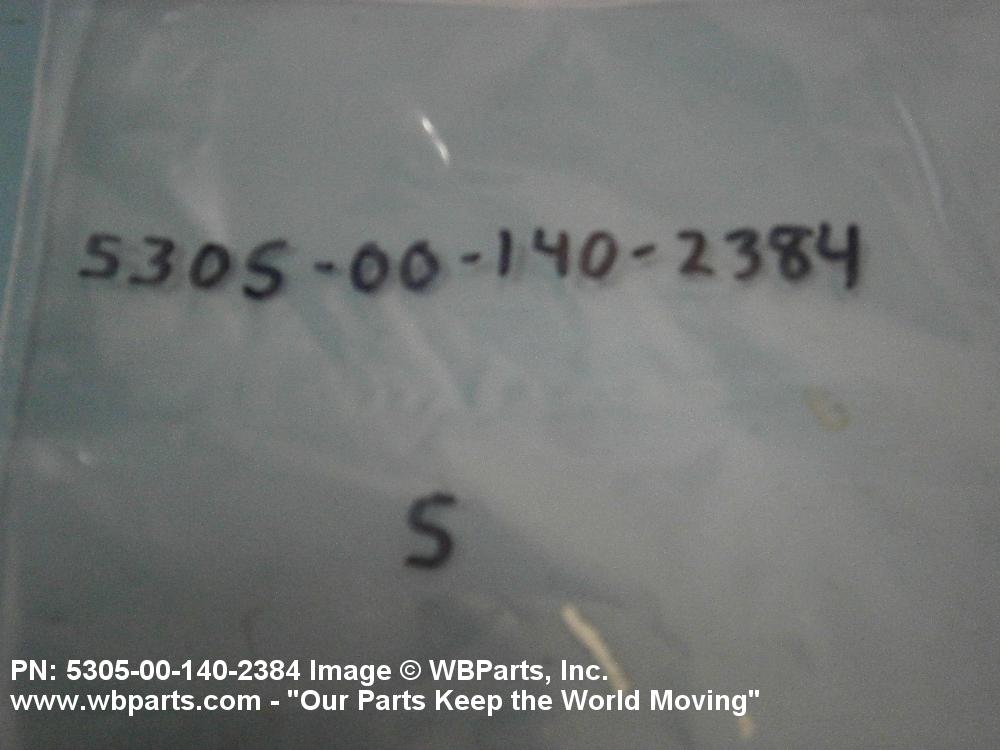 5305-00-140-2384
5
PN: 5305-00-140-2384 Image © WBParts, Inc.
www.wbparts.com - "Our Parts Keep the World Moving"